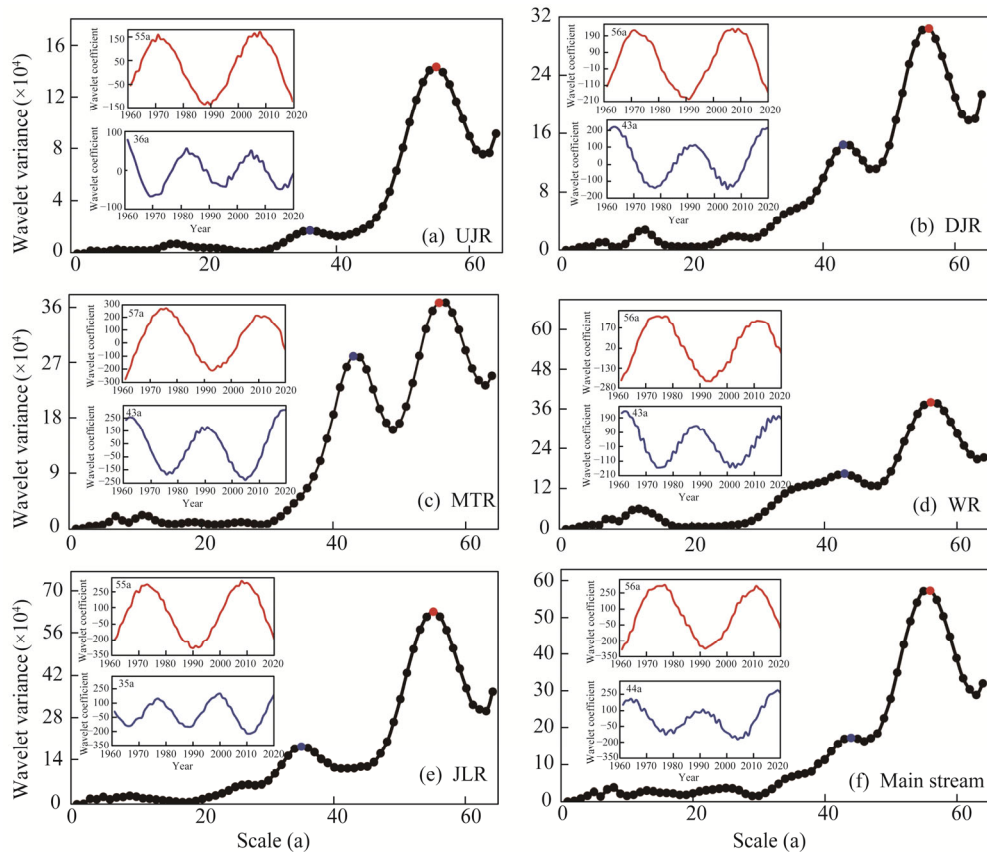 Wavelet variance (×10⁴)
16
12
8
4
0
55a
Wavelet coefficient
150
50
−50
−150
1960 1970 1980 1990 2000 2010 2020
36a
Wavelet coefficient
100
0
−100
1960 1970 1980 1990 2000 2010 2020
Year
(a) UJR
0 20 40 60
32
24
16
8
0
56a
Wavelet coefficient
190
90
−10
−110
−210
1960 1970 1980 1990 2000 2010 2020
43a
Wavelet coefficient
200
100
0
−100
−200
1960 1970 1980 1990 2000 2010 2020
Year
(b) DJR
0 20 40 60
Wavelet variance (×10⁴)
36
27
18
9
0
57a
Wavelet coefficient
300
200
100
0
−100
−200
−300
1960 1970 1980 1990 2000 2010 2020
43a
Wavelet coefficient
250
150
50
−50
−150
−250
1960 1970 1980 1990 2000 2010 2020
Year
(c) MTR
0 20 40 60
60
48
36
24
12
0
56a
Wavelet coefficient
170
20
−130
−280
1960 1970 1980 1990 2000 2010 2020
43a
Wavelet coefficient
190
90
−10
−110
−210
1960 1970 1980 1990 2000 2010 2020
Year
(d) WR
0 20 40 60
Wavelet variance (×10⁴)
70
56
42
28
14
0
55a
Wavelet coefficient
250
100
−50
−200
−350
1960 1970 1980 1990 2000 2010 2020
35a
Wavelet coefficient
250
100
−50
−200
−350
1960 1970 1980 1990 2000 2010 2020
Year
(e) JLR
0 20 40 60
Scale (a)
60
50
40
30
20
10
0
56a
Wavelet coefficient
250
100
−50
−200
−350
1960 1970 1980 1990 2000 2010 2020
44a
Wavelet coefficient
250
100
−50
−200
−350
1960 1970 1980 1990 2000 2010 2020
Year
(f) Main stream
0 20 40 60
Scale (a)